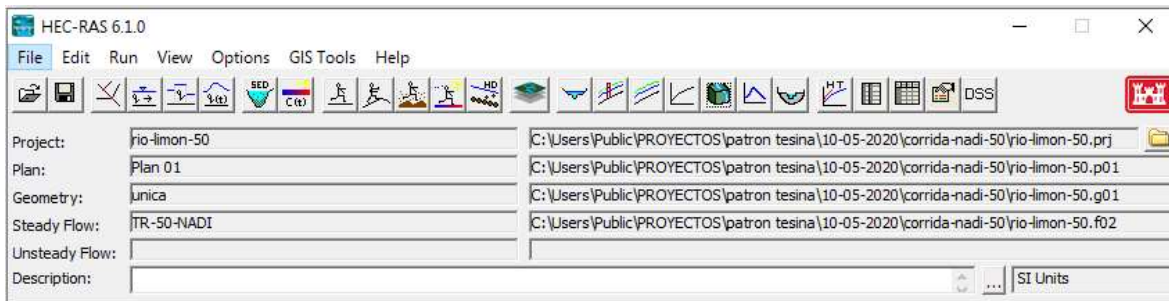 HEC-RAS 6.1.0
File Edit Run View Options GIS Tools Help
SED C(t) HD HT DSS
Project: rio-limon-50 C:\Users\Public\PROYECTOS\patron tesina\10-05-2020\corrida-nadi-50\rio-limon-50.prj
Plan: Plan 01 C:\Users\Public\PROYECTOS\patron tesina\10-05-2020\corrida-nadi-50\rio-limon-50.p01
Geometry: unica C:\Users\Public\PROYECTOS\patron tesina\10-05-2020\corrida-nadi-50\rio-limon-50.g01
Steady Flow: TR-50-NADI C:\Users\Public\PROYECTOS\patron tesina\10-05-2020\corrida-nadi-50\rio-limon-50.f02
Unsteady Flow:
Description: ... SI Units